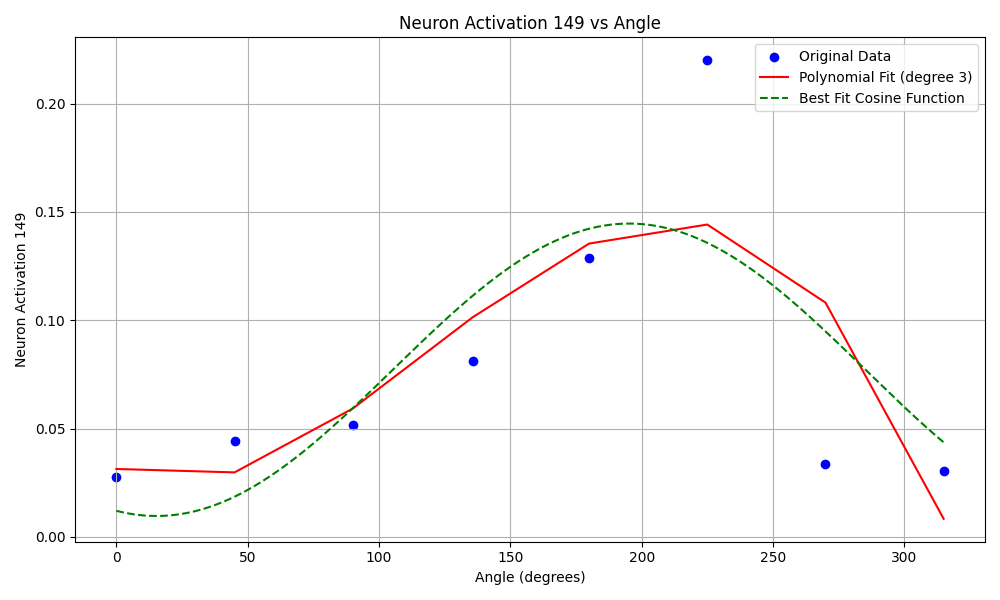 Neuron Activation 149 vs Angle
Original Data
Polynomial Fit (degree 3)
Best Fit Cosine Function
Neuron Activation 149
0.20
0.15
0.10
0.05
0.00
0
50
100
150
200
250
300
Angle (degrees)